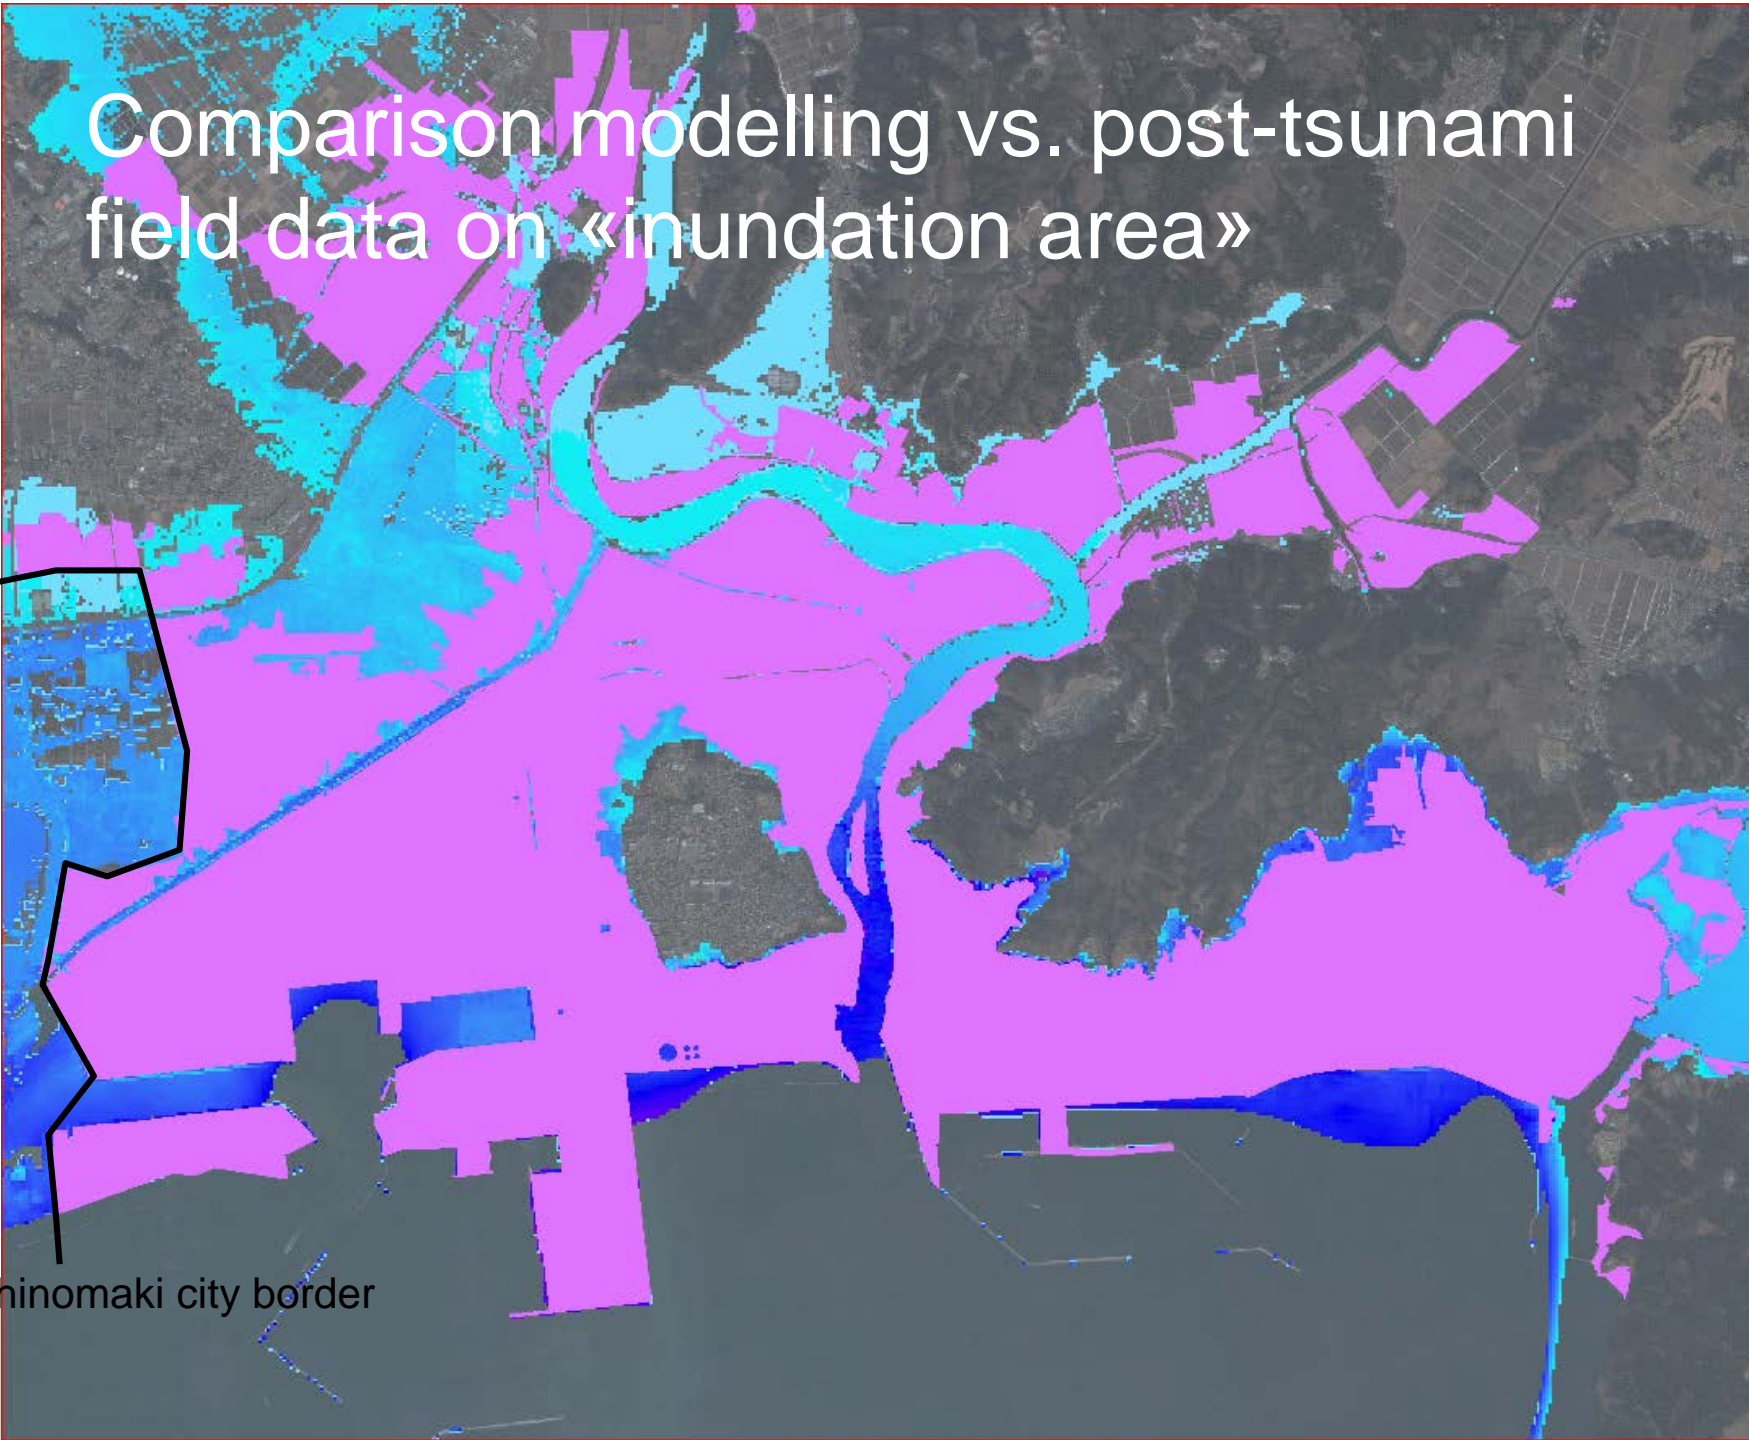 Comparison modelling vs. post-tsunami
field data on «inundation area»
hinomaki city border